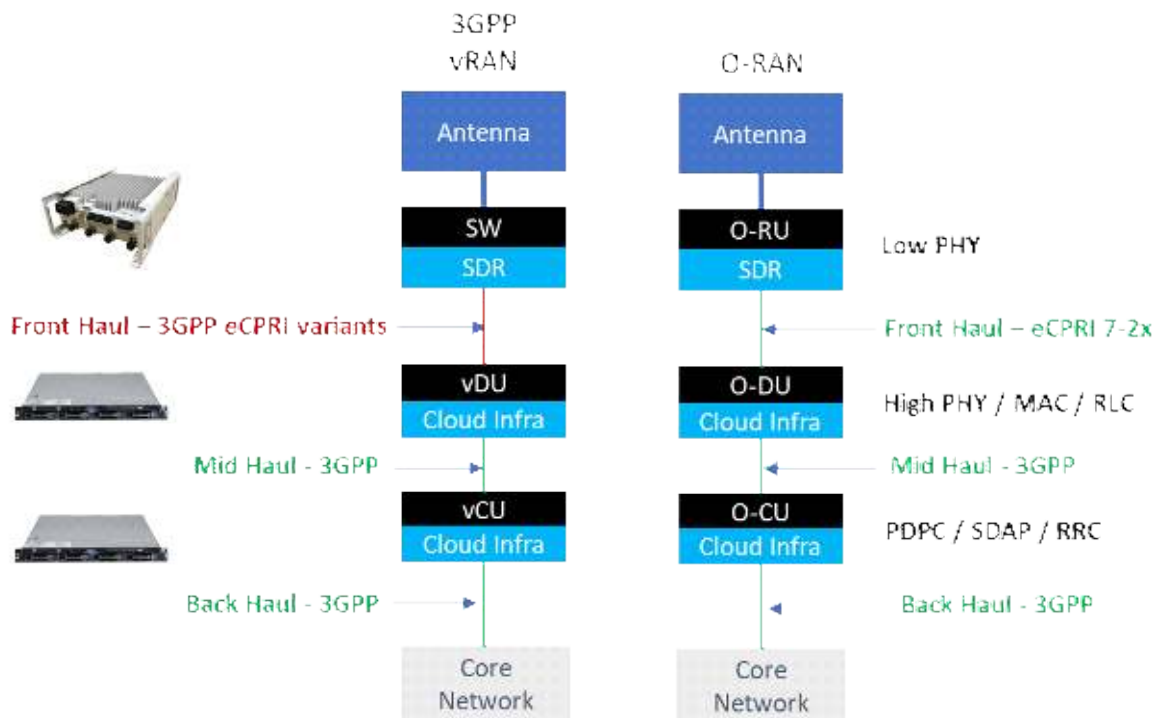 3GPP
vRAN
O-RAN
Antenna
Antenna
SW
O-RU
Low PHY
SDR
SDR
Front Haul – 3GPP eCPRI variants
Front Haul – eCPRI 7-2x
vDU
O-DU
High PHY / MAC / RLC
Cloud Infra
Cloud Infra
Mid Haul - 3GPP
Mid Haul - 3GPP
vCU
O-CU
PDPC / SDAP / RRC
Cloud Infra
Cloud Infra
Back Haul - 3GPP
Back Haul - 3GPP
Core
Network
Core
Network